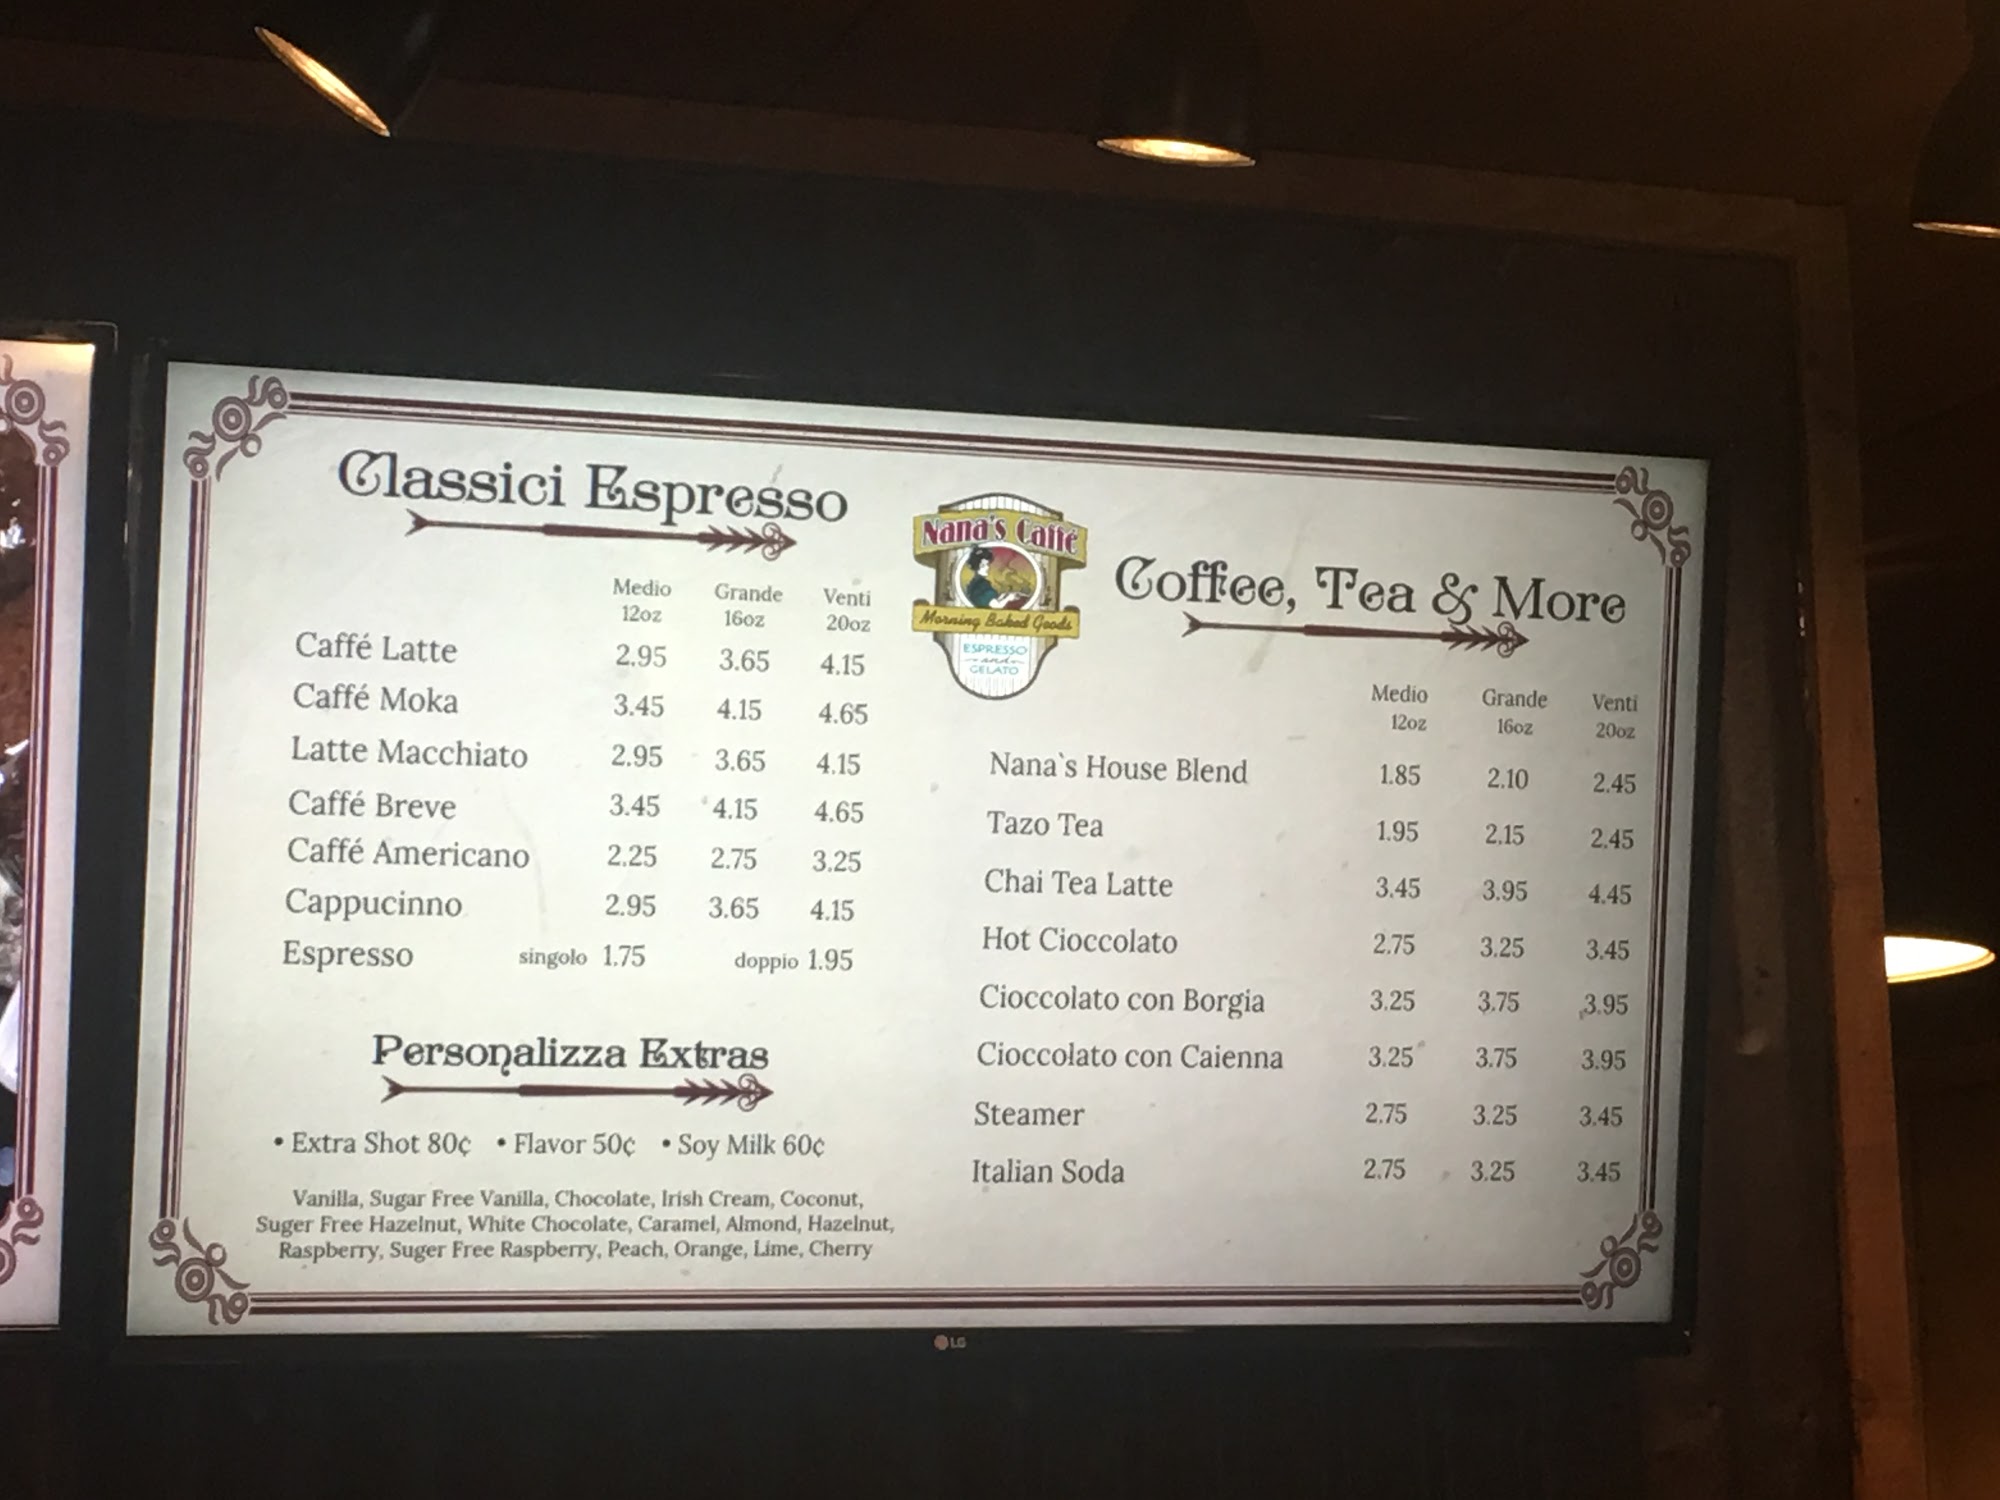 Classici Espresso
Medio Grande Venti
12oz 16oz 20oz
Caffé Latte 2.95 3.65 4.15
Caffé Moka 3.45 4.15 4.65
Latte Macchiato 2.95 3.65 4.15
Caffé Breve 3.45 4.15 4.65
Caffé Americano 2.25 2.75 3.25
Cappucinno 2.95 3.65 4.15
Espresso singolo 1.75 doppio 1.95
Personalizza Extras
• Extra Shot 80¢ • Flavor 50¢ • Soy Milk 60¢
Vanilla, Sugar Free Vanilla, Chocolate, Irish Cream, Coconut,
Suger Free Hazelnut, White Chocolate, Caramel, Almond, Hazelnut,
Raspberry, Suger Free Raspberry, Peach, Orange, Lime, Cherry
Nana's Caffé
Morning Baked Goods
ESPRESSO
and
GELATO
Coffee, Tea & More
Medio Grande Venti
12oz 16oz 20oz
Nana`s House Blend 1.85 2.10 2.45
Tazo Tea 1.95 2.15 2.45
Chai Tea Latte 3.45 3.95 4.45
Hot Cioccolato 2.75 3.25 3.45
Cioccolato con Borgia 3.25 3.75 3.95
Cioccolato con Caienna 3.25 3.75 3.95
Steamer 2.75 3.25 3.45
Italian Soda 2.75 3.25 3.45
LG